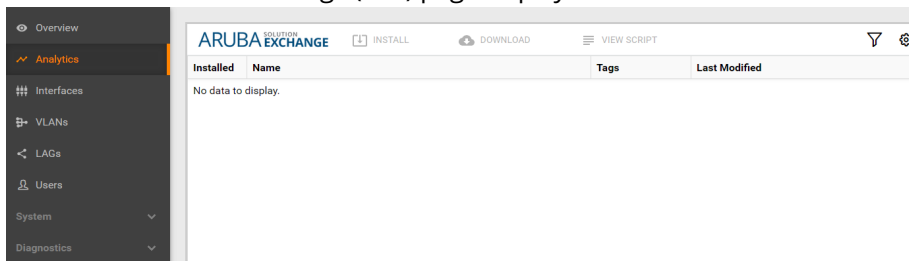 Overview
ARUBA SOLUTION EXCHANGE INSTALL DOWNLOAD VIEW SCRIPT
Analytics
Installed Name Tags Last Modified
Interfaces
No data to display.
VLANs
LAGs
Users
System
Diagnostics